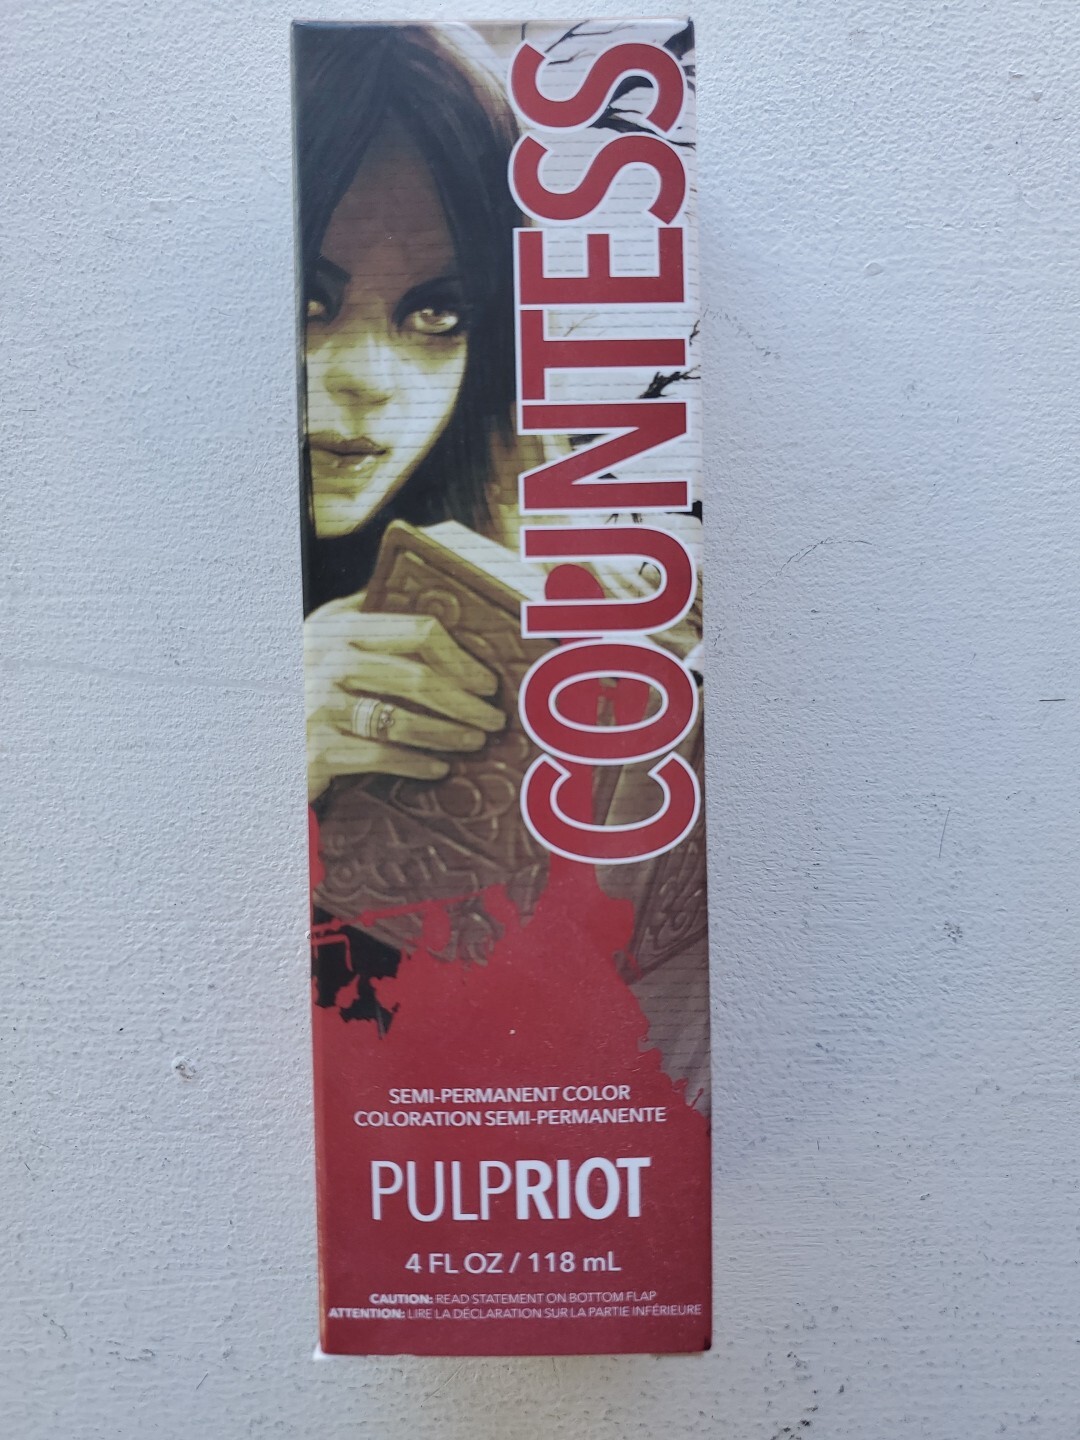 COUNTESS
SEMI-PERMANENT COLOR
COLORATION SEMI-PERMANENTE
PULPRIOT
4 FL OZ / 118 mL
CAUTION: READ STATEMENT ON BOTTOM FLAP
ATTENTION: LIRE LA DÉCLARATION SUR LA PARTIE INFÉRIEURE